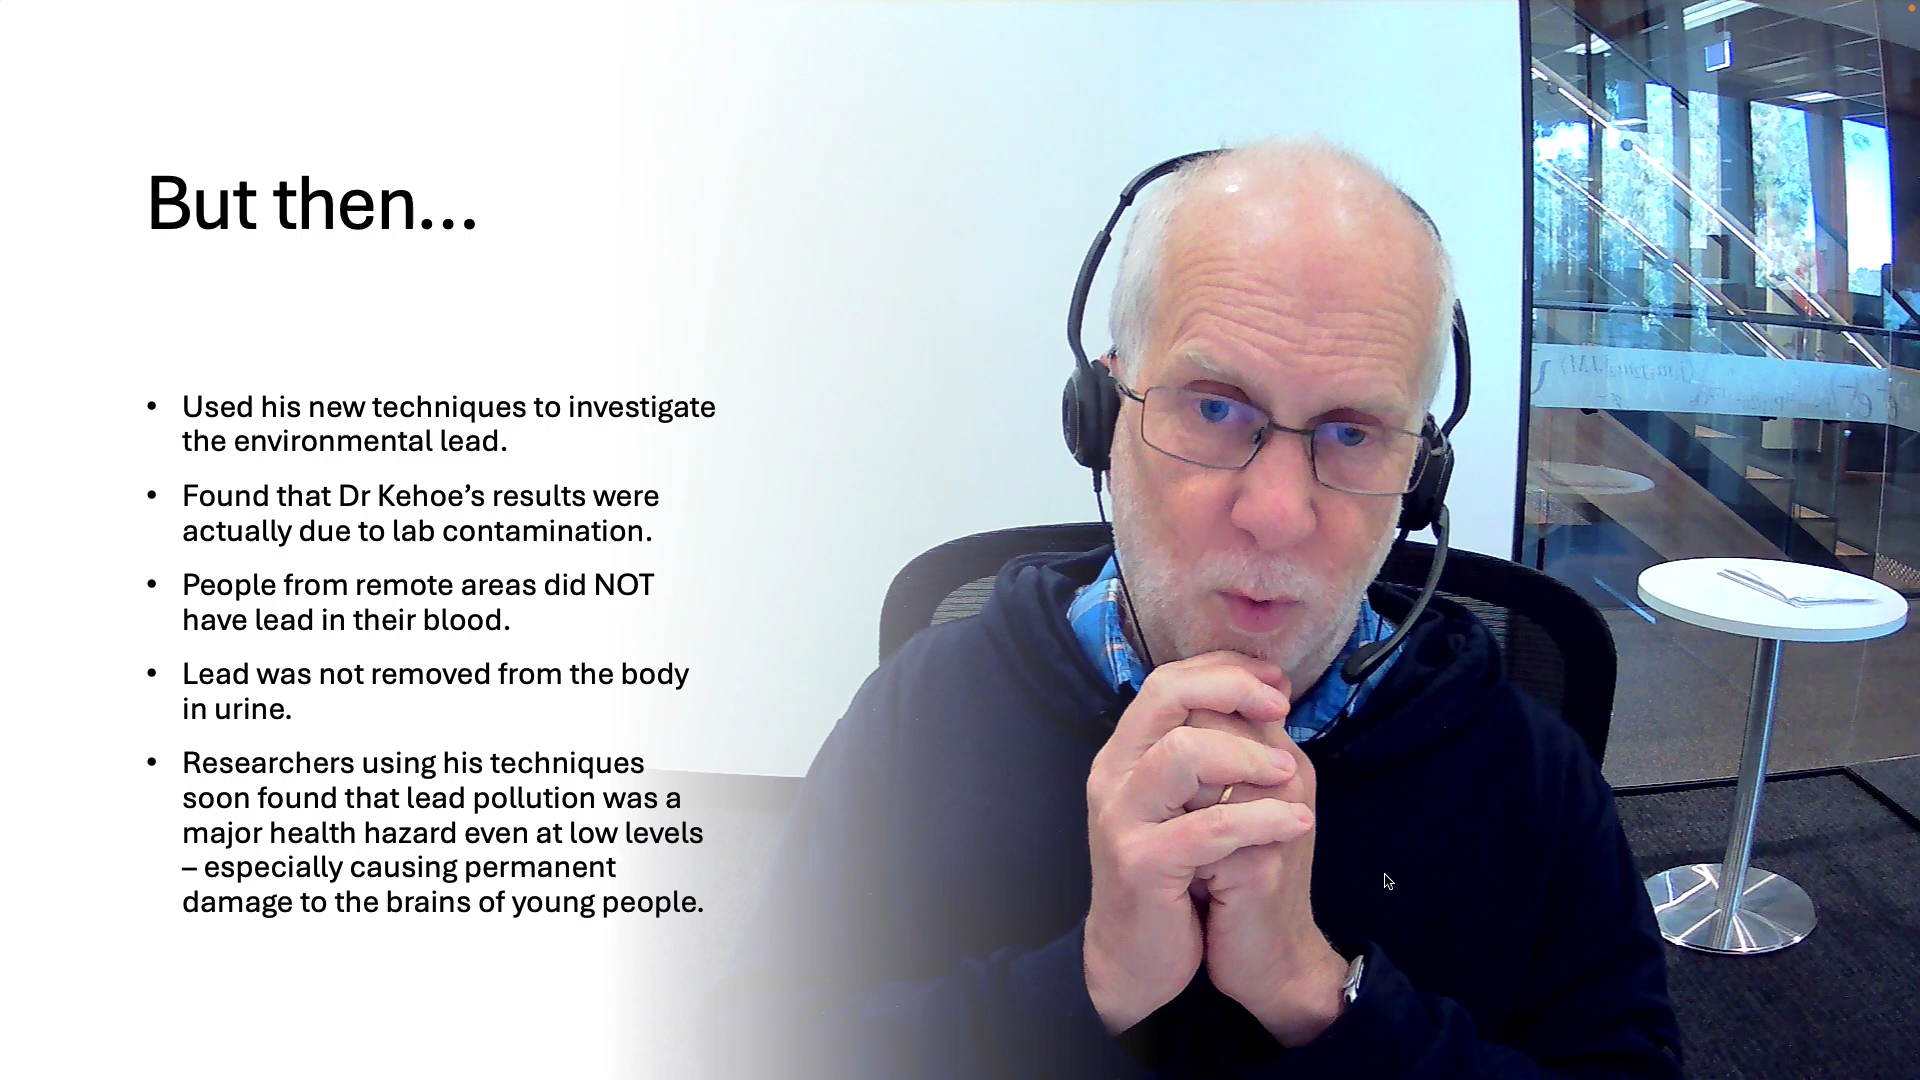 But then...
• Used his new techniques to investigate
the environmental lead.
• Found that Dr Kehoe’s results were
actually due to lab contamination.
• People from remote areas did NOT
have lead in their blood.
• Lead was not removed from the body
in urine.
• Researchers using his techniques
soon found that lead pollution was a
major health hazard even at low levels
– especially causing permanent
damage to the brains of young people.